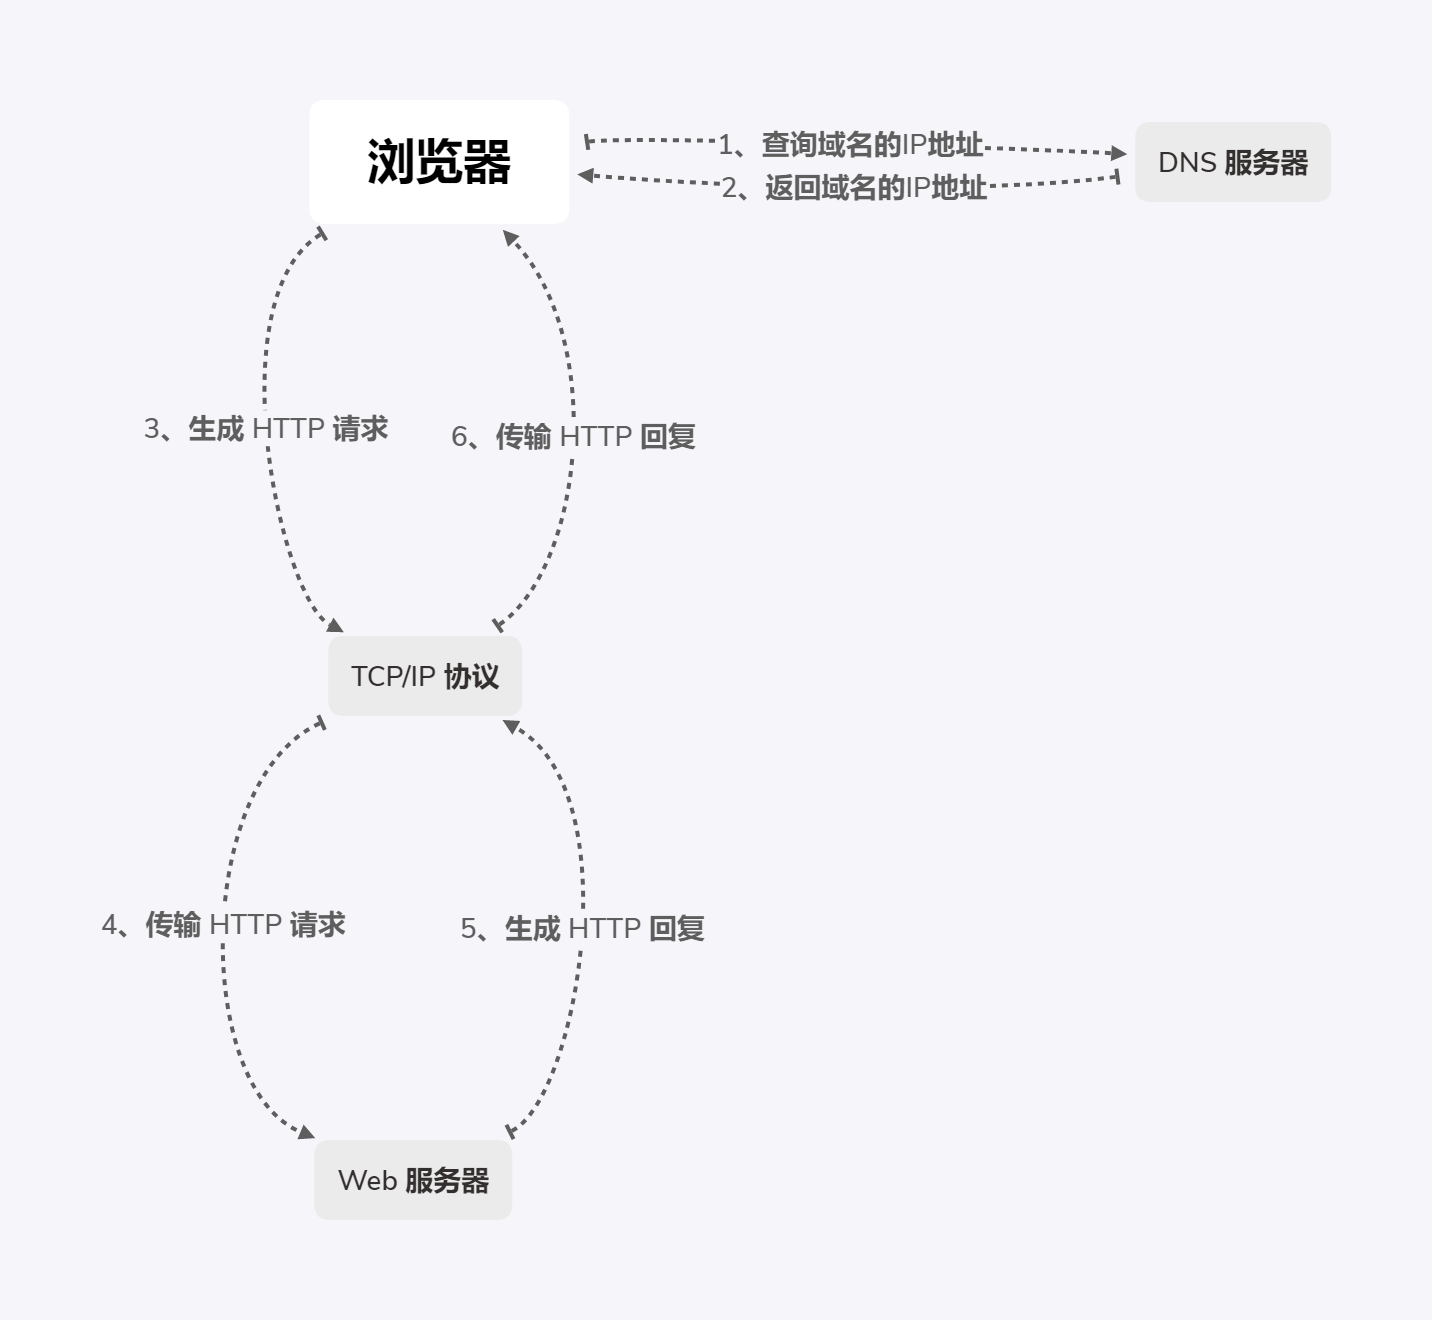 浏览器
1、查询域名的IP地址
2、返回域名的IP地址
DNS 服务器
3、生成 HTTP 请求
6、传输 HTTP 回复
TCP/IP 协议
4、传输 HTTP 请求
5、生成 HTTP 回复
Web 服务器